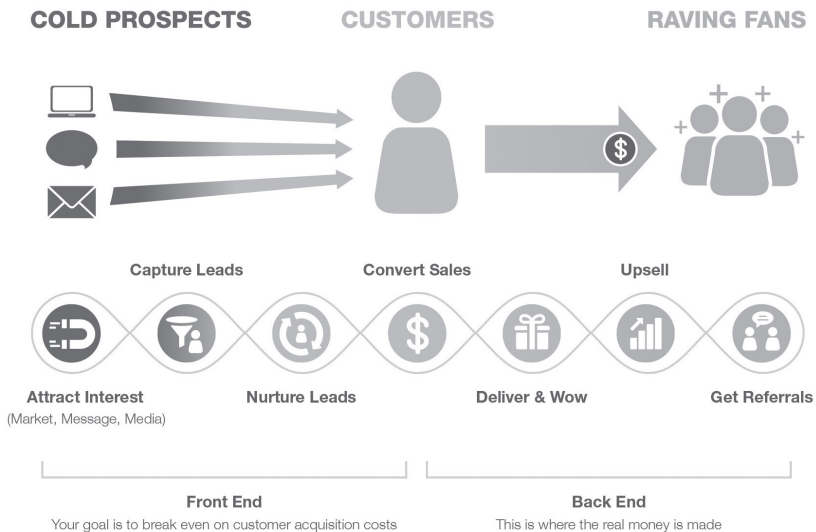 COLD PROSPECTS
CUSTOMERS
RAVING FANS
$
Capture Leads
Convert Sales
Upsell
$
Attract Interest
(Market, Message, Media)
Nurture Leads
Deliver & Wow
Get Referrals
Front End
Your goal is to break even on customer acquisition costs
Back End
This is where the real money is made